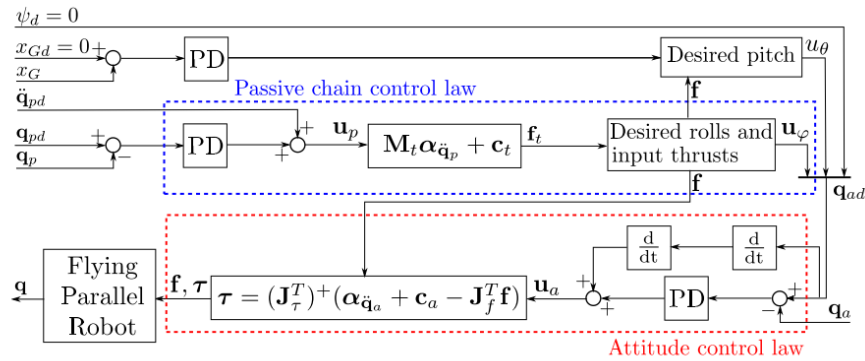 ψ_d = 0
x_{Gd} = 0 +
x_G
PD
Desired pitch
u_θ
Passive chain control law
f
q̈_{pd}
q_{pd}
q_p
+
−
PD
+
+
u_p
M_t α_{q̈_p} + c_t
f_t
Desired rolls and
input thrusts
u_φ
f
q_{ad}
d/dt
d/dt
q
Flying
Parallel
Robot
f, τ
τ = (J_τ^T)^+(α_{q̈_a} + c_a − J_f^T f)
u_a
+
+
PD
+
−
q_a
Attitude control law